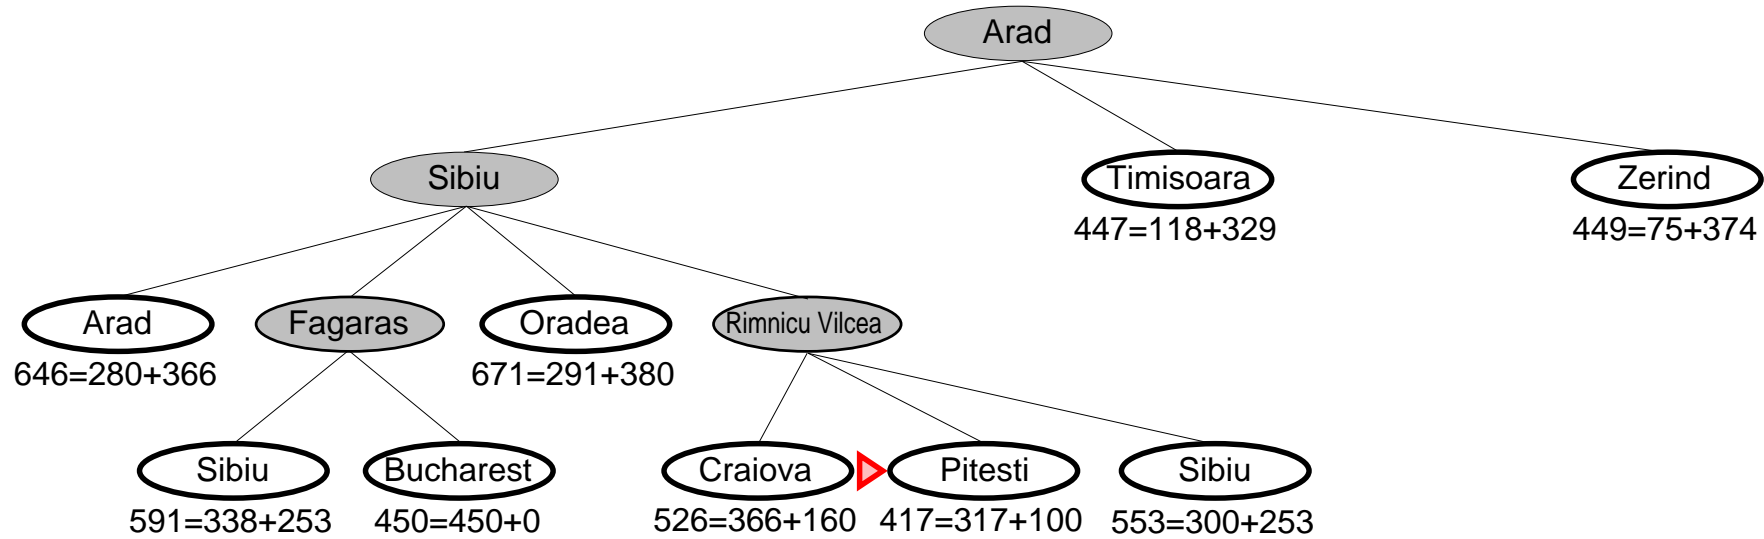 Arad
Sibiu
Timisoara
Zerind
447=118+329
449=75+374
Arad
Fagaras
Oradea
Rimnicu Vilcea
646=280+366
671=291+380
Sibiu
Bucharest
Craiova
Pitesti
Sibiu
591=338+253
450=450+0
526=366+160
417=317+100
553=300+253